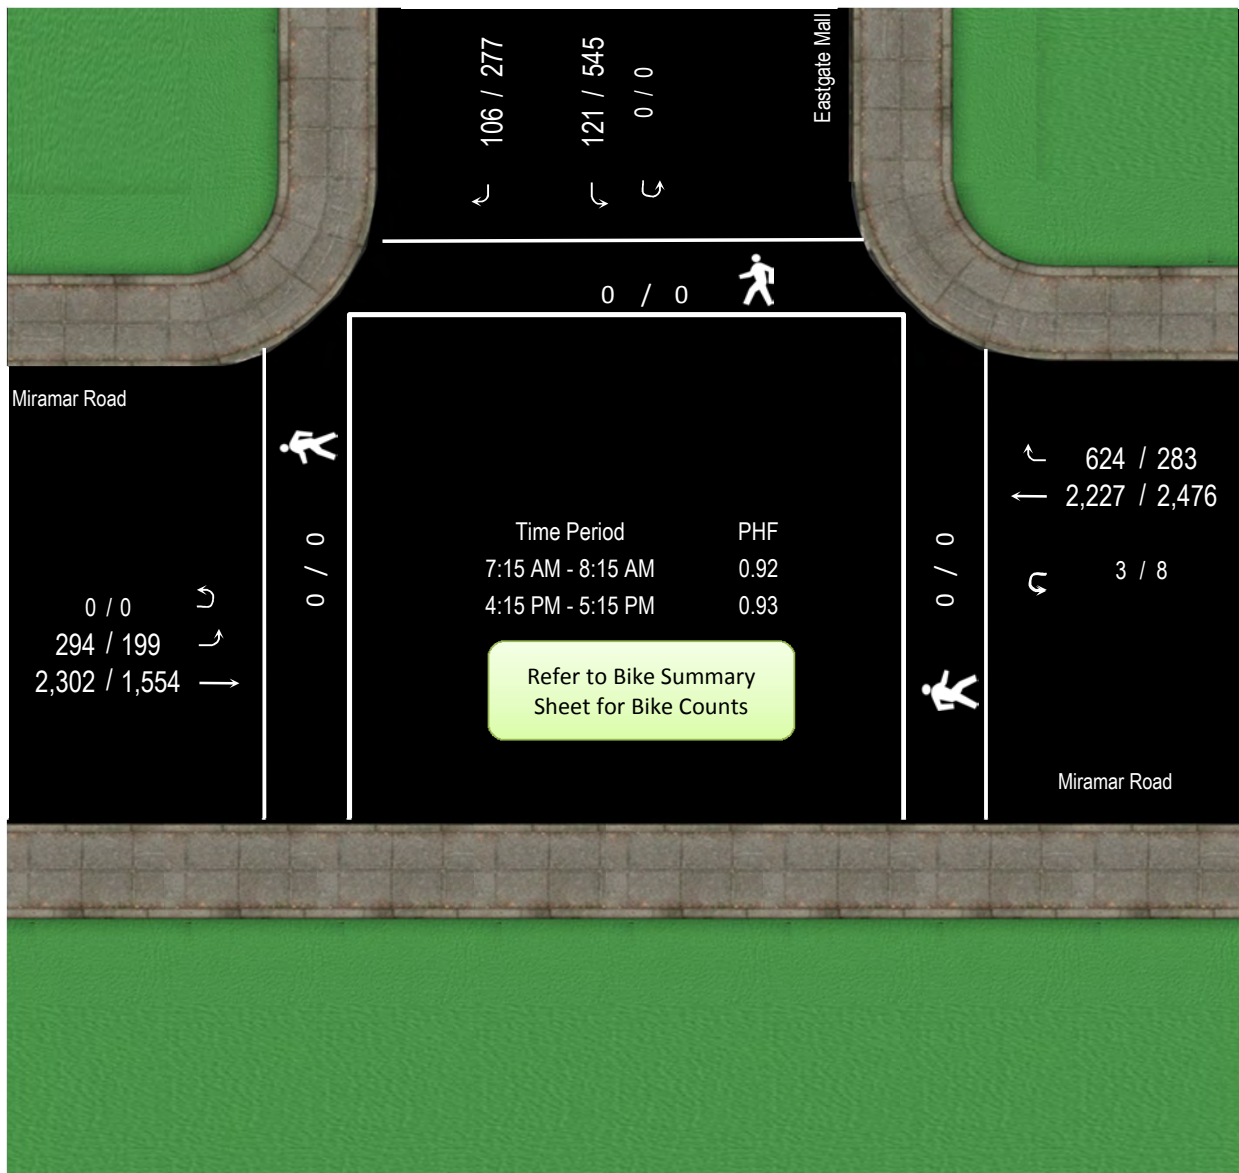 106 / 277
121 / 545
0 / 0
Eastgate Mall
0 / 0
Miramar Road
624 / 283
2,227 / 2,476
3 / 8
0 / 0
0 / 0
Time Period PHF
7:15 AM - 8:15 AM 0.92
4:15 PM - 5:15 PM 0.93
0 / 0
294 / 199
2,302 / 1,554
Refer to Bike Summary
Sheet for Bike Counts
Miramar Road